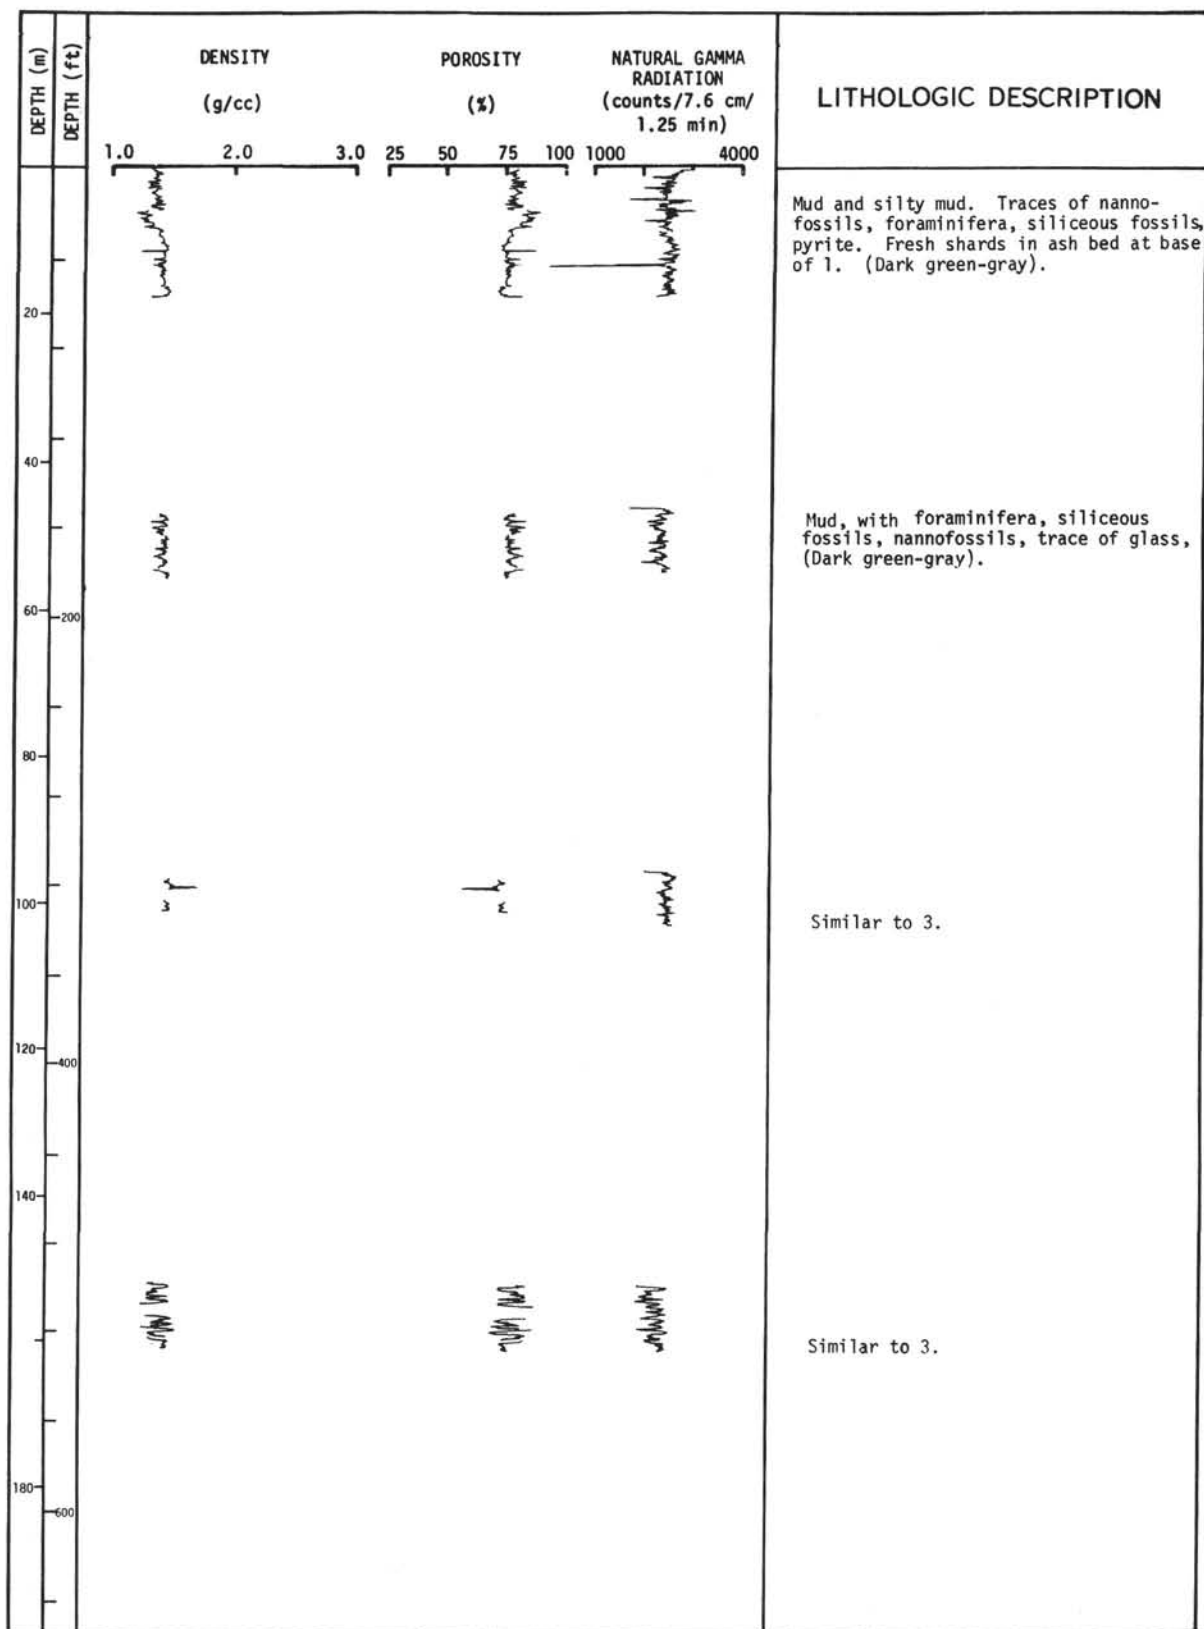 DEPTH (m)
DEPTH (ft)
DENSITY
(g/cc)
1.0 2.0 3.0
POROSITY
(%)
25 50 75 100
NATURAL GAMMA
RADIATION
(counts/7.6 cm/
1.25 min)
1000 4000
LITHOLOGIC DESCRIPTION
Mud and silty mud. Traces of nanno-
fossils, foraminifera, siliceous fossils,
pyrite. Fresh shards in ash bed at base
of 1. (Dark green-gray).
20
40
Mud, with foraminifera, siliceous
fossils, nannofossils, trace of glass,
(Dark green-gray).
60
200
80
100
Similar to 3.
120
400
140
Similar to 3.
180
600